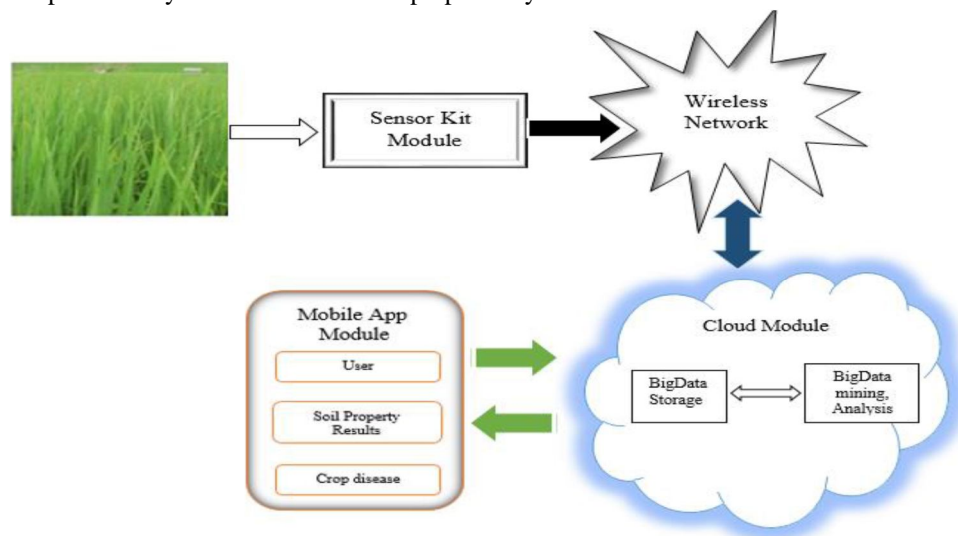 Sensor Kit
Module
Wireless
Network
Mobile App
Module
User
Soil Property
Results
Crop disease
Cloud Module
BigData
Storage
BigData
mining,
Analysis